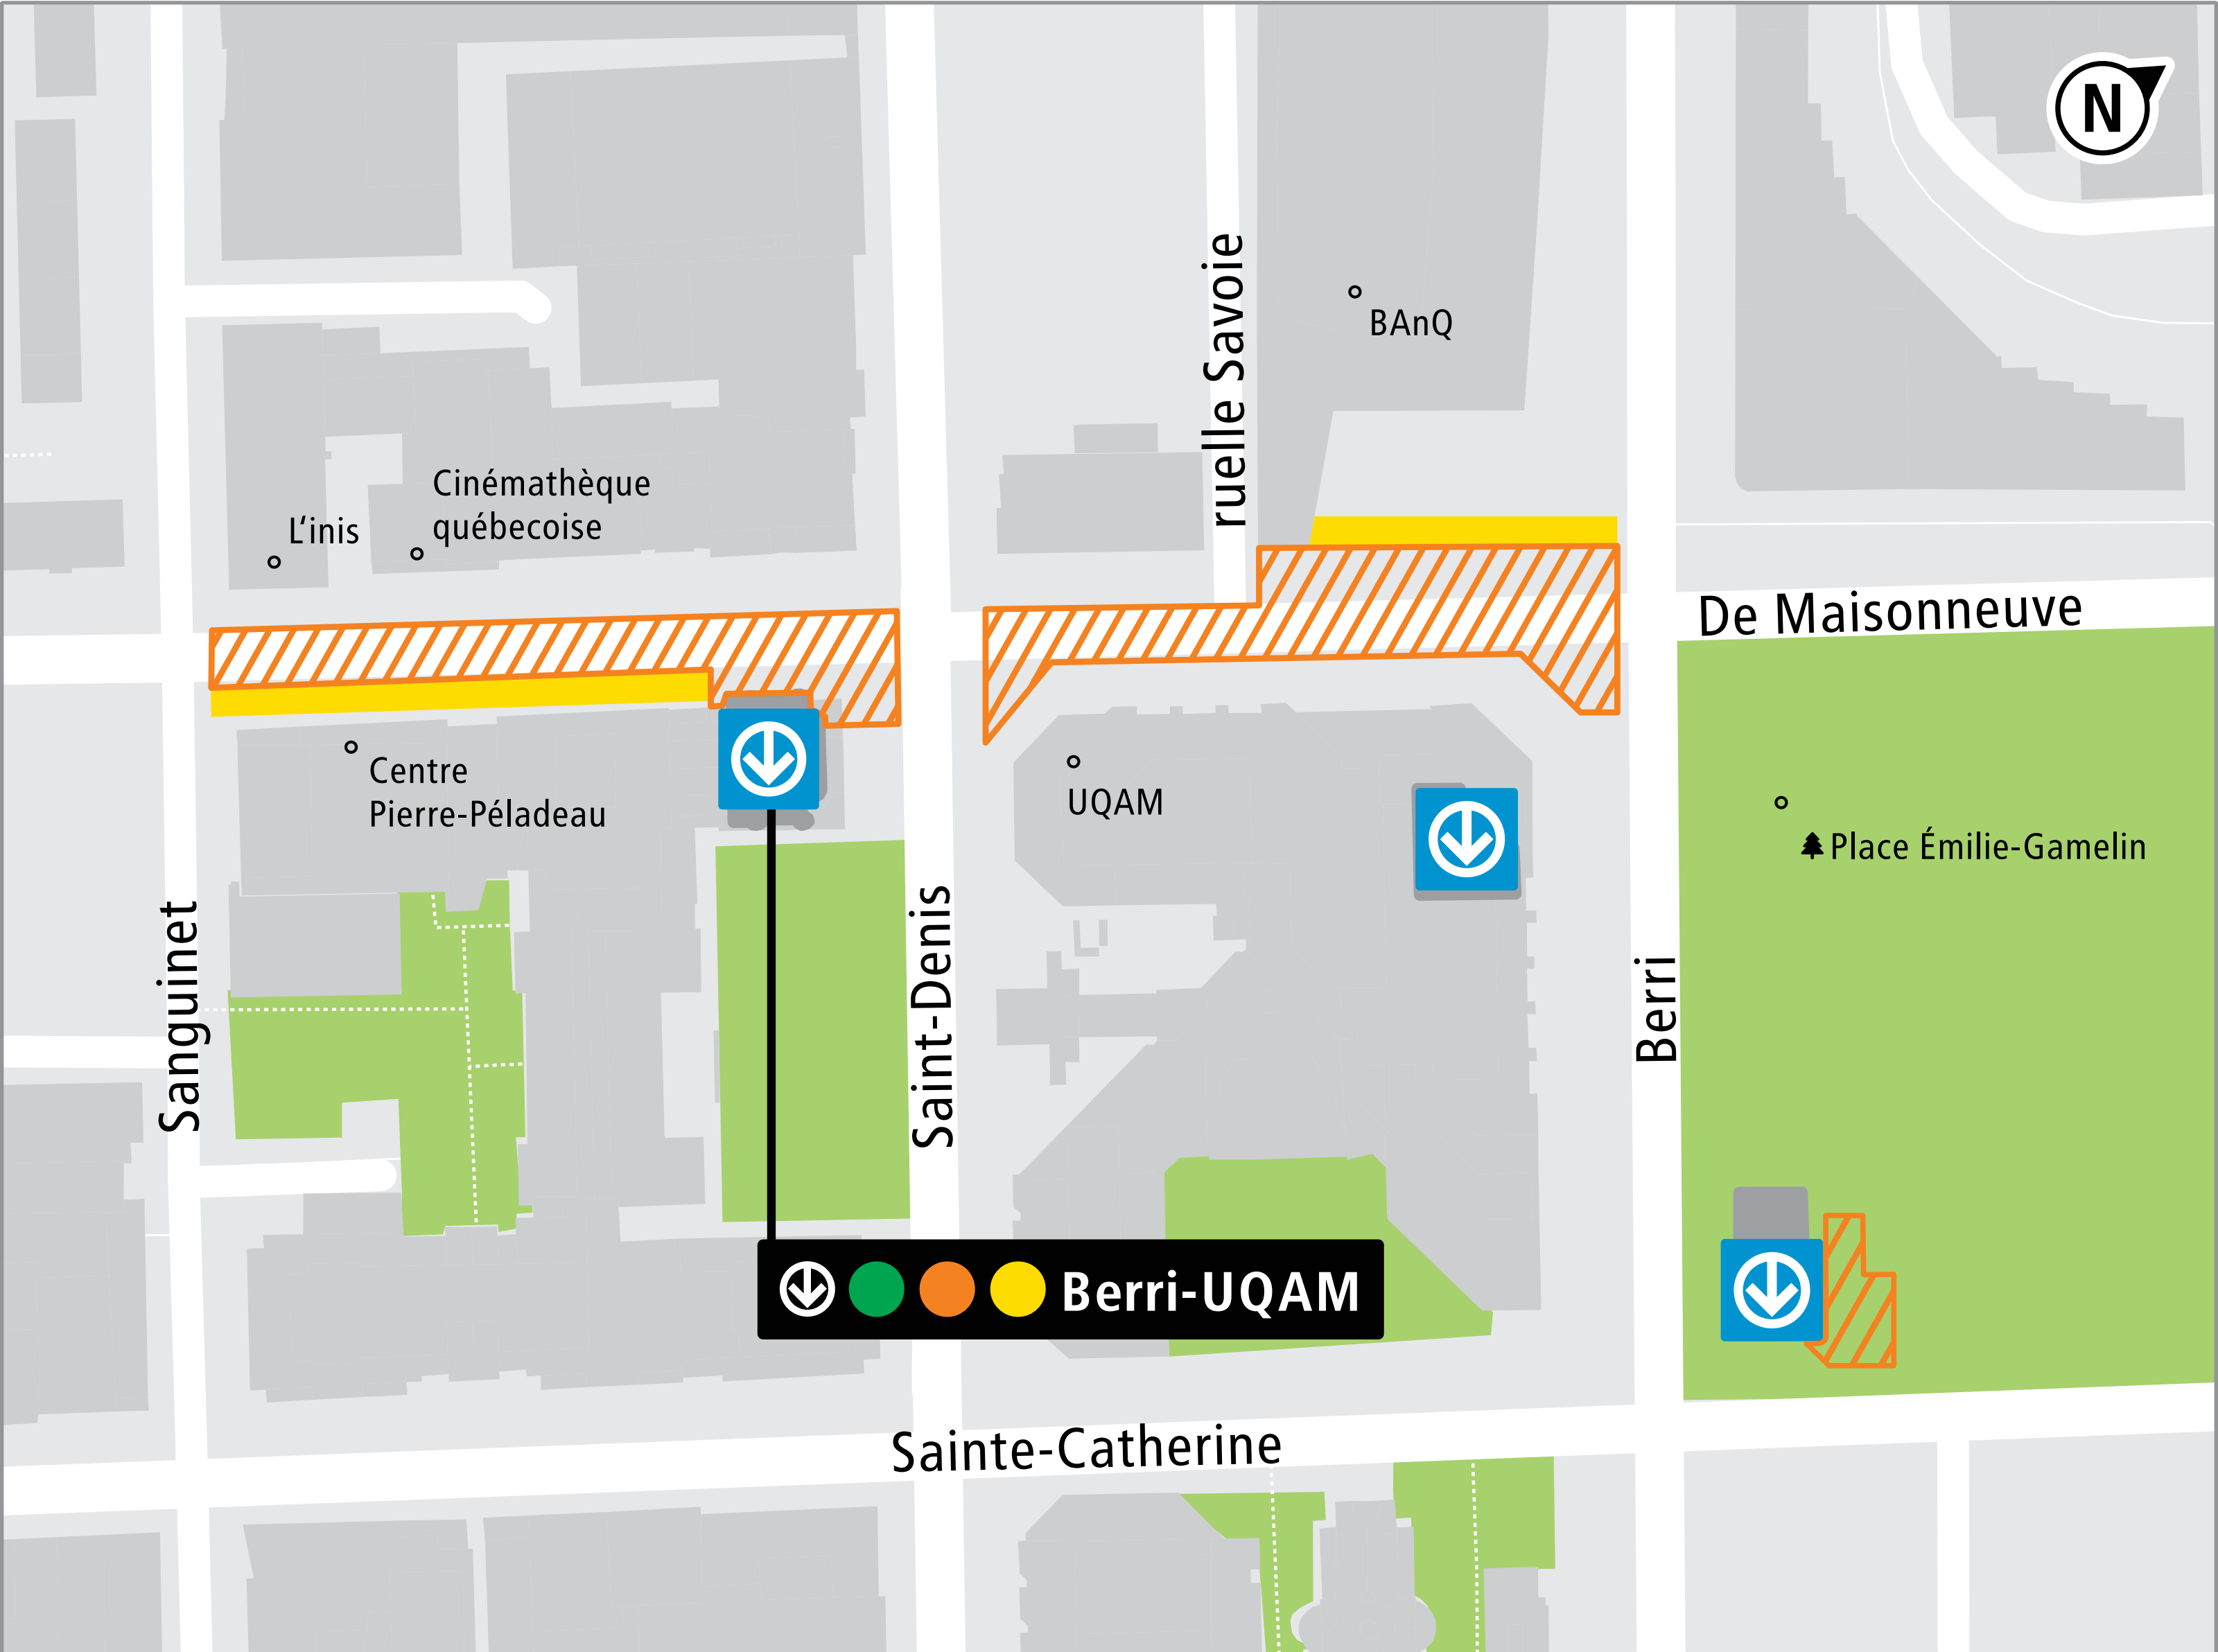 N
ruelle Savoie
BAnQ
Cinémathèque
québecoise
L‘inis
De Maisonneuve
Centre
Pierre-Péladeau
UQAM
Place Émilie-Gamelin
Sanguinet
Saint-Denis
Berri
Berri-UQAM
Sainte-Catherine